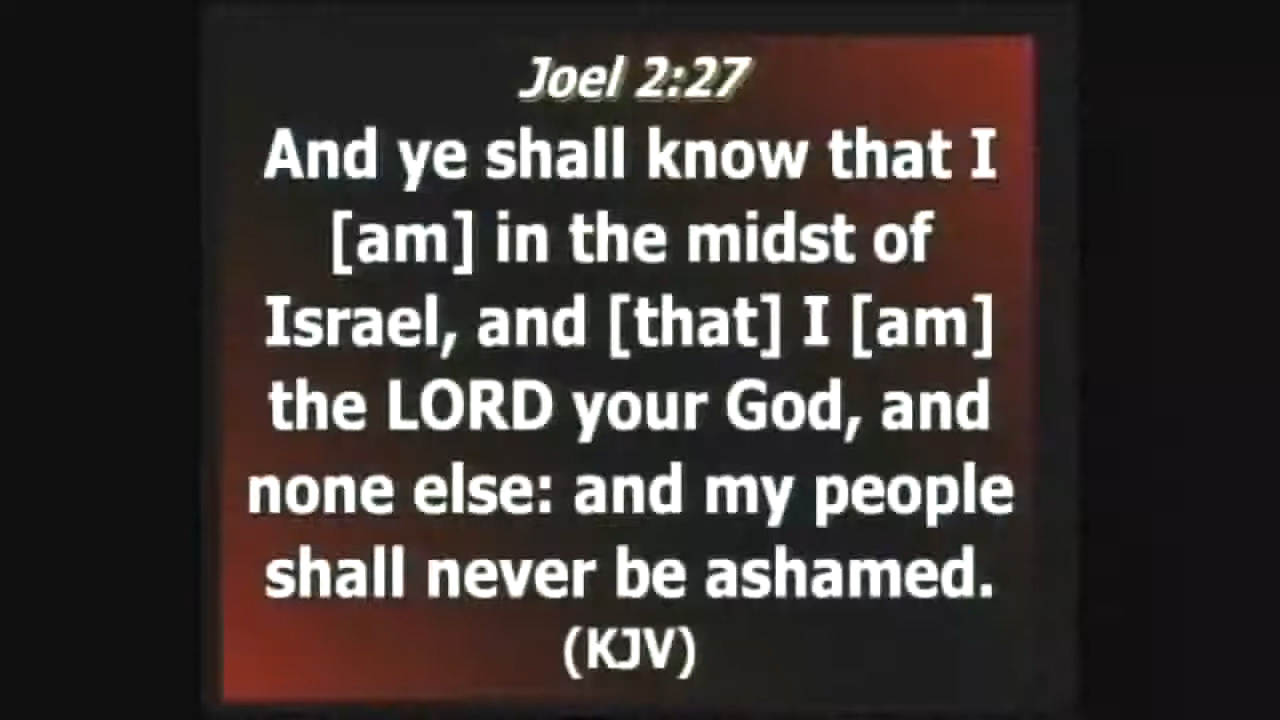 Joel 2:27
And ye shall know that I
[am] in the midst of
Israel, and [that] I [am]
the LORD your God, and
none else: and my people
shall never be ashamed.
(KJV)